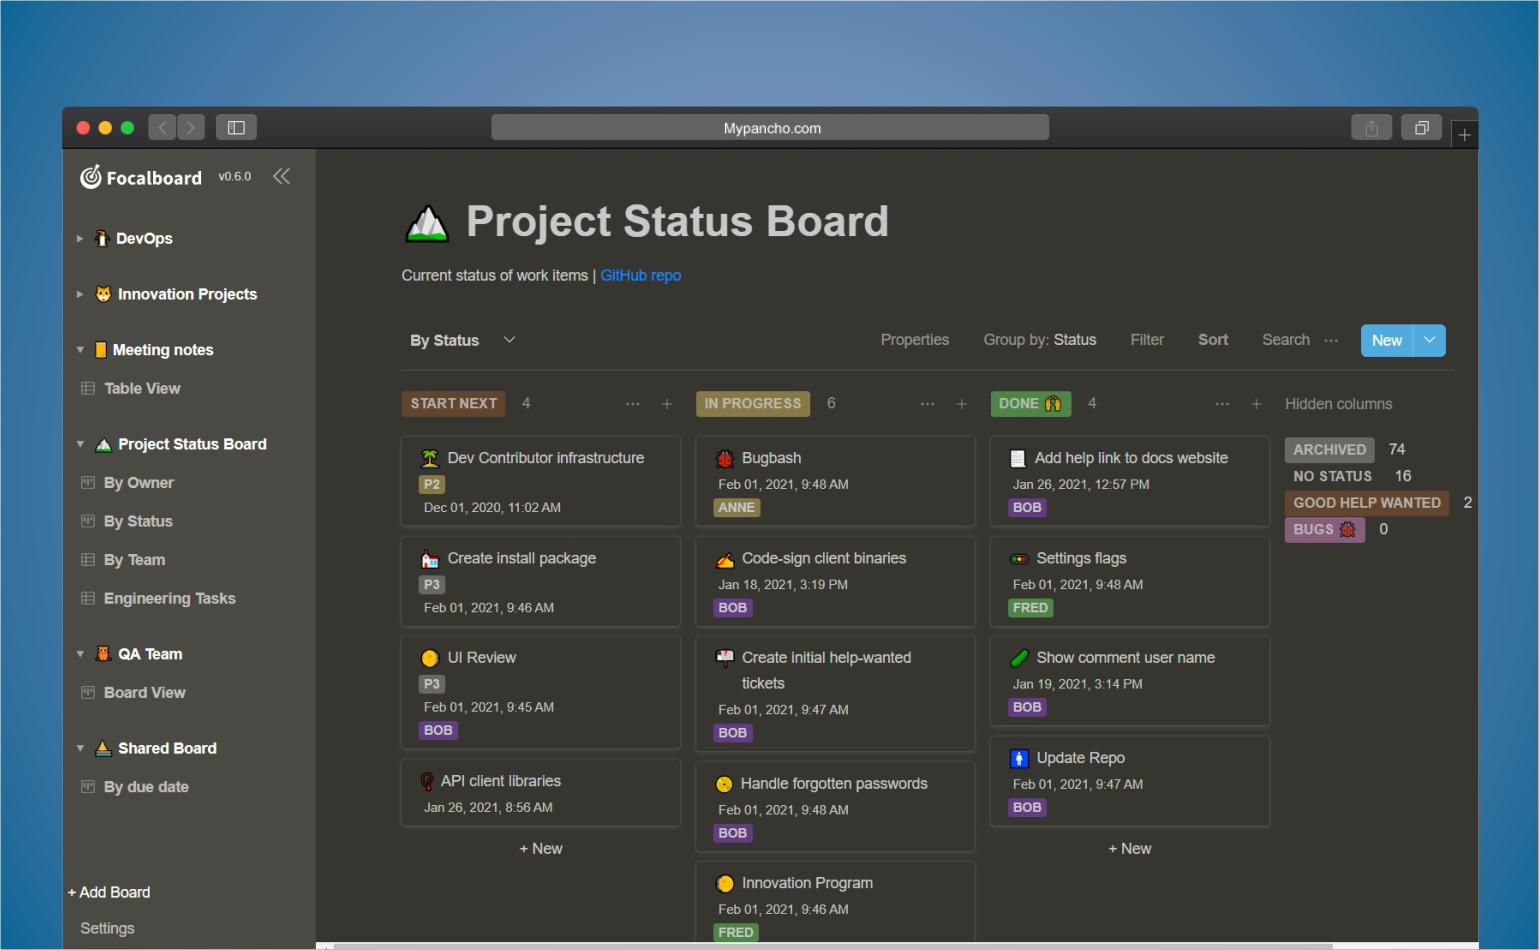 Mypancho.com
Focalboard v0.6.0
DevOps
Innovation Projects
Meeting notes
Table View
Project Status Board
By Owner
By Status
By Team
Engineering Tasks
QA Team
Board View
Shared Board
By due date
+ Add Board
Settings
Project Status Board
Current status of work items | GitHub repo
By Status
Properties
Group by: Status
Filter
Sort
Search
New
START NEXT 4
Dev Contributor infrastructure
P2
Dec 01, 2020, 11:02 AM
Create install package
P3
Feb 01, 2021, 9:46 AM
UI Review
P3
Feb 01, 2021, 9:45 AM
BOB
API client libraries
Jan 26, 2021, 8:56 AM
+ New
IN PROGRESS 6
Bugbash
Feb 01, 2021, 9:48 AM
ANNE
Code-sign client binaries
Jan 18, 2021, 3:19 PM
BOB
Create initial help-wanted
tickets
Feb 01, 2021, 9:47 AM
BOB
Handle forgotten passwords
Feb 01, 2021, 9:48 AM
BOB
Innovation Program
Feb 01, 2021, 9:46 AM
FRED
DONE 4
Add help link to docs website
Jan 26, 2021, 12:57 PM
BOB
Settings flags
Feb 01, 2021, 9:48 AM
FRED
Show comment user name
Jan 19, 2021, 3:14 PM
BOB
Update Repo
Feb 01, 2021, 9:47 AM
BOB
+ New
Hidden columns
ARCHIVED 74
NO STATUS 16
GOOD HELP WANTED 2
BUGS 0